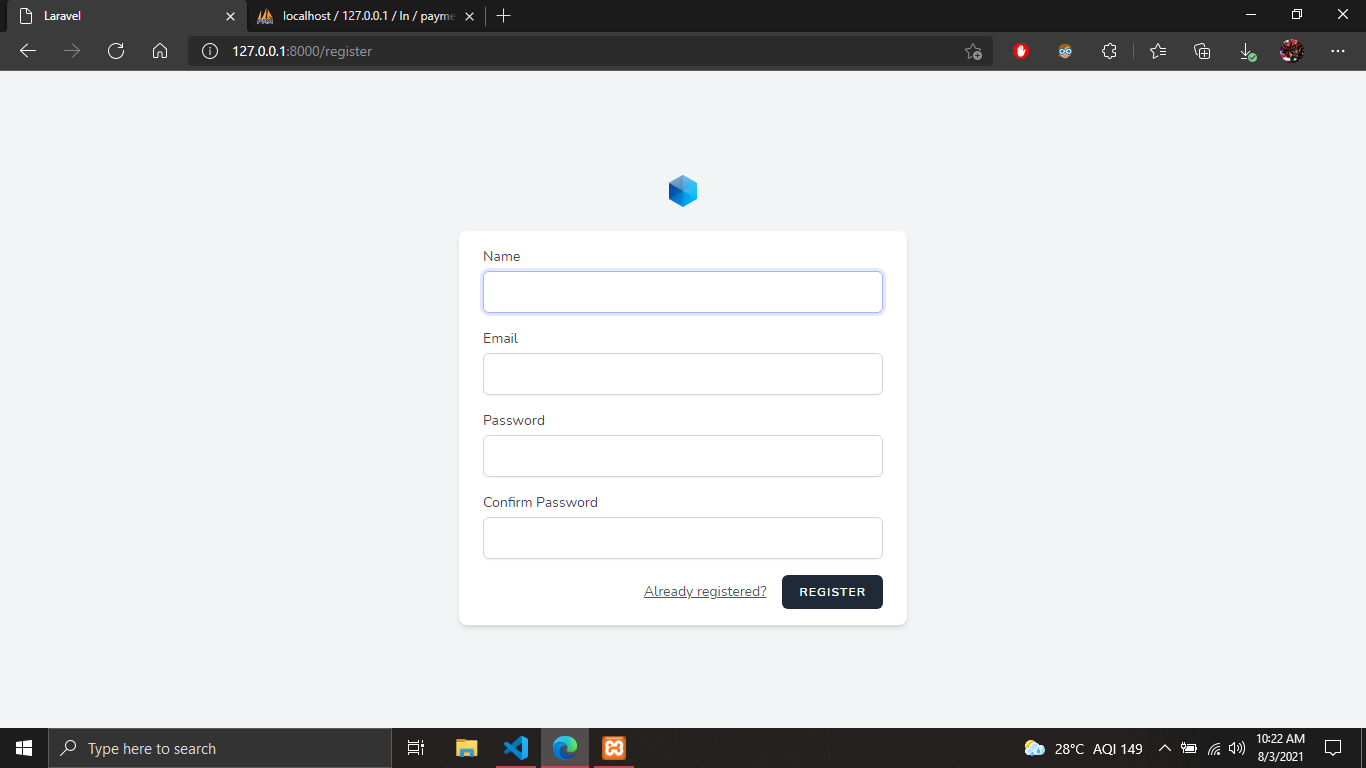 Laravel
localhost / 127.0.0.1 / ln / payme
127.0.0.1:8000/register
Name
Email
Password
Confirm Password
Already registered? REGISTER
Type here to search
28°C AQI 149
10:22 AM
8/3/2021